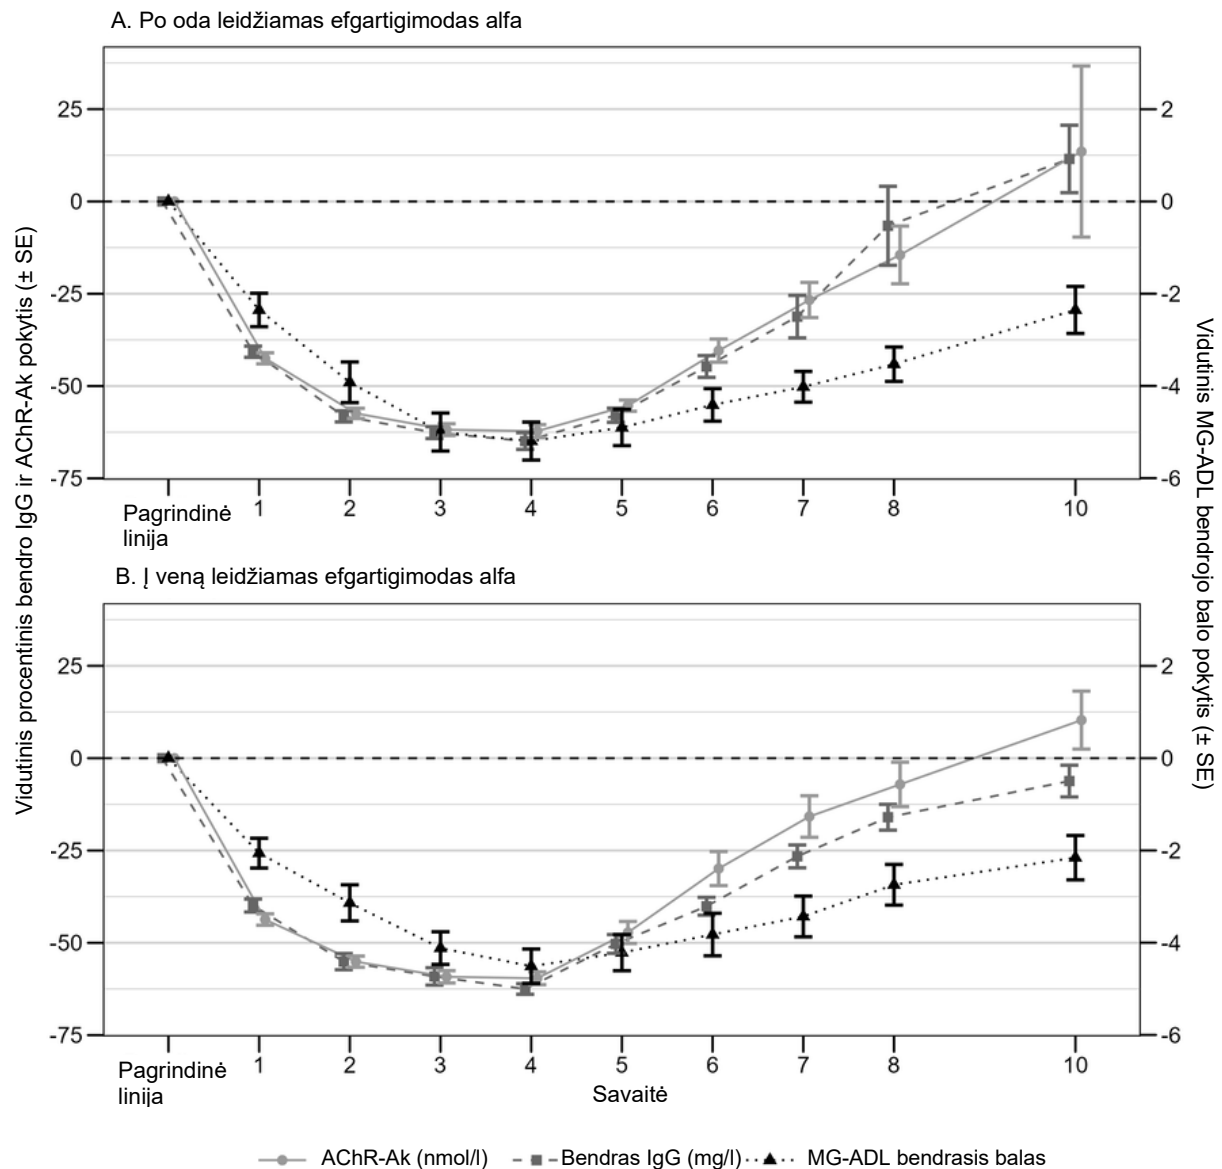 A. Po oda leidžiamas efgartigimodas alfa
Vidutinis procentinis bendro IgG ir AChR-Ak pokytis (± SE)
Vidutinis MG-ADL bendrojo balo pokytis (± SE)
25
0
-25
-50
-75
2
0
-2
-4
-6
Pagrindinė
linija
1 2 3 4 5 6 7 8 10
B. Į veną leidžiamas efgartigimodas alfa
25
0
-25
-50
-75
2
0
-2
-4
-6
Pagrindinė
linija
1 2 3 4 5 6 7 8 10
Savaitė
AChR-Ak (nmol/l) Bendras IgG (mg/l) MG-ADL bendrasis balas